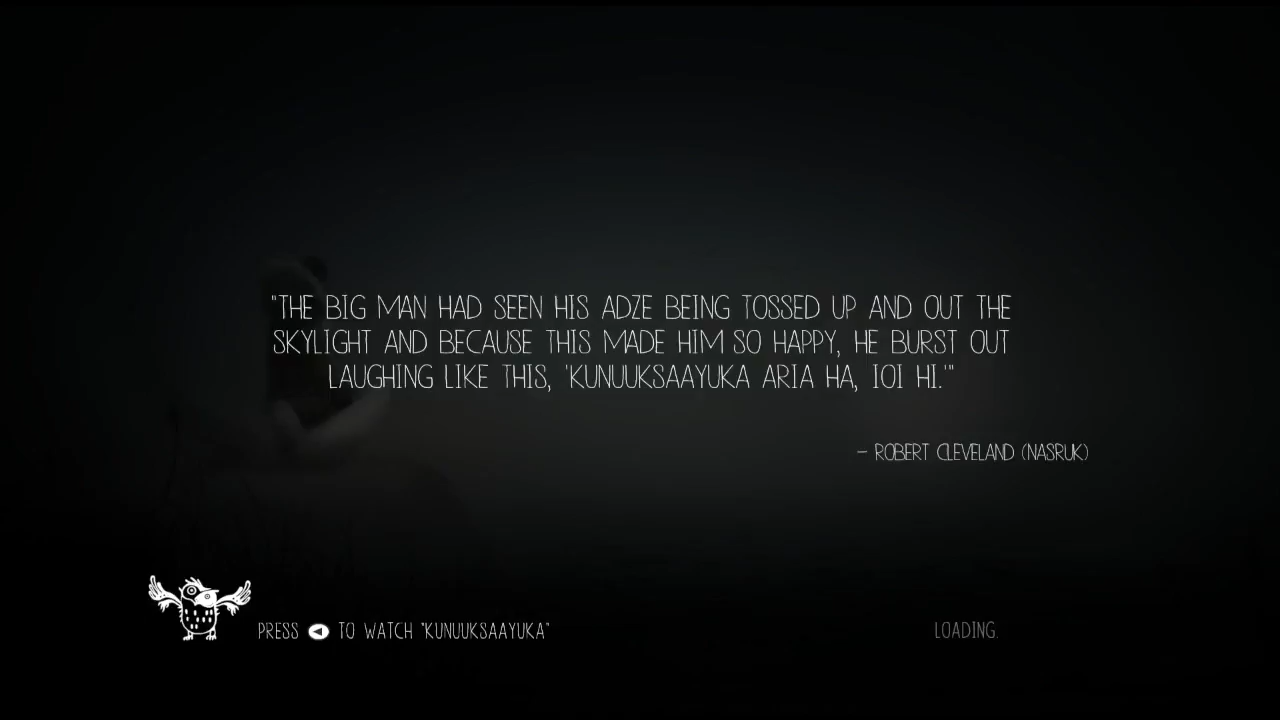 "THE BIG MAN HAD SEEN HIS ADZE BEING TOSSED UP AND OUT THE
SKYLIGHT AND BECAUSE THIS MADE HIM SO HAPPY, HE BURST OUT
LAUGHING LIKE THIS, 'KUNUUKSAAYUKA ARIA HA, IOI HI.'"
- ROBERT CLEVELAND (NASRUK)
PRESS ◀ TO WATCH "KUNUUKSAAYUKA"
LOADING.